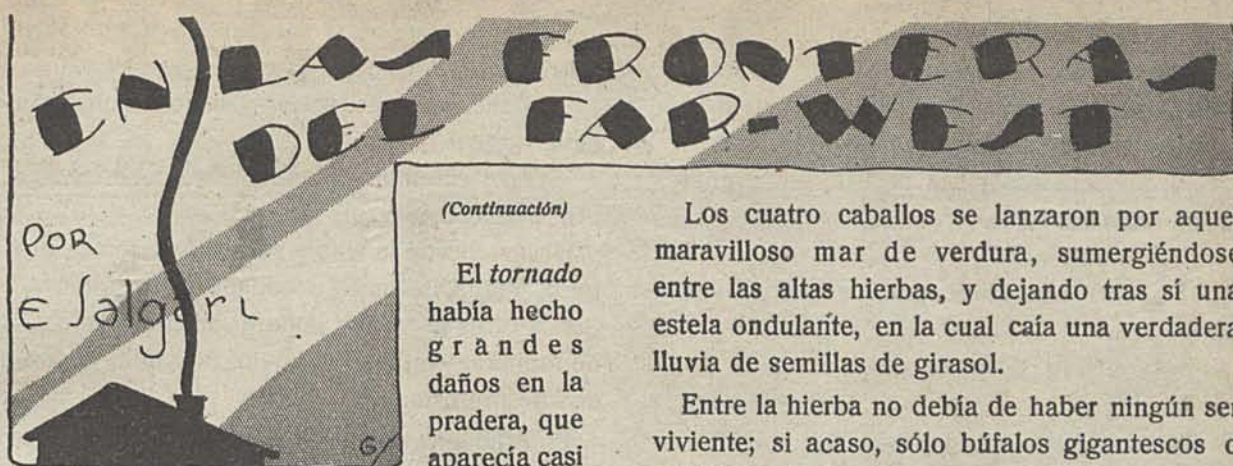 EN LAS FRONTERAS
DEL FAR-WEST
POR
E Salgari
(Continuación)
El tornado
había hecho
grandes
daños en la
pradera, que
aparecía casi
Los cuatro caballos se lanzaron por aque
maravilloso mar de verdura, sumergiéndose
entre las altas hierbas, y dejando tras sí una
estela ondulante, en la cual caía una verdadera
lluvia de semillas de girasol.
Entre la hierba no debía de haber ningún se
viviente; si acaso, sólo búfalos gigantescos o